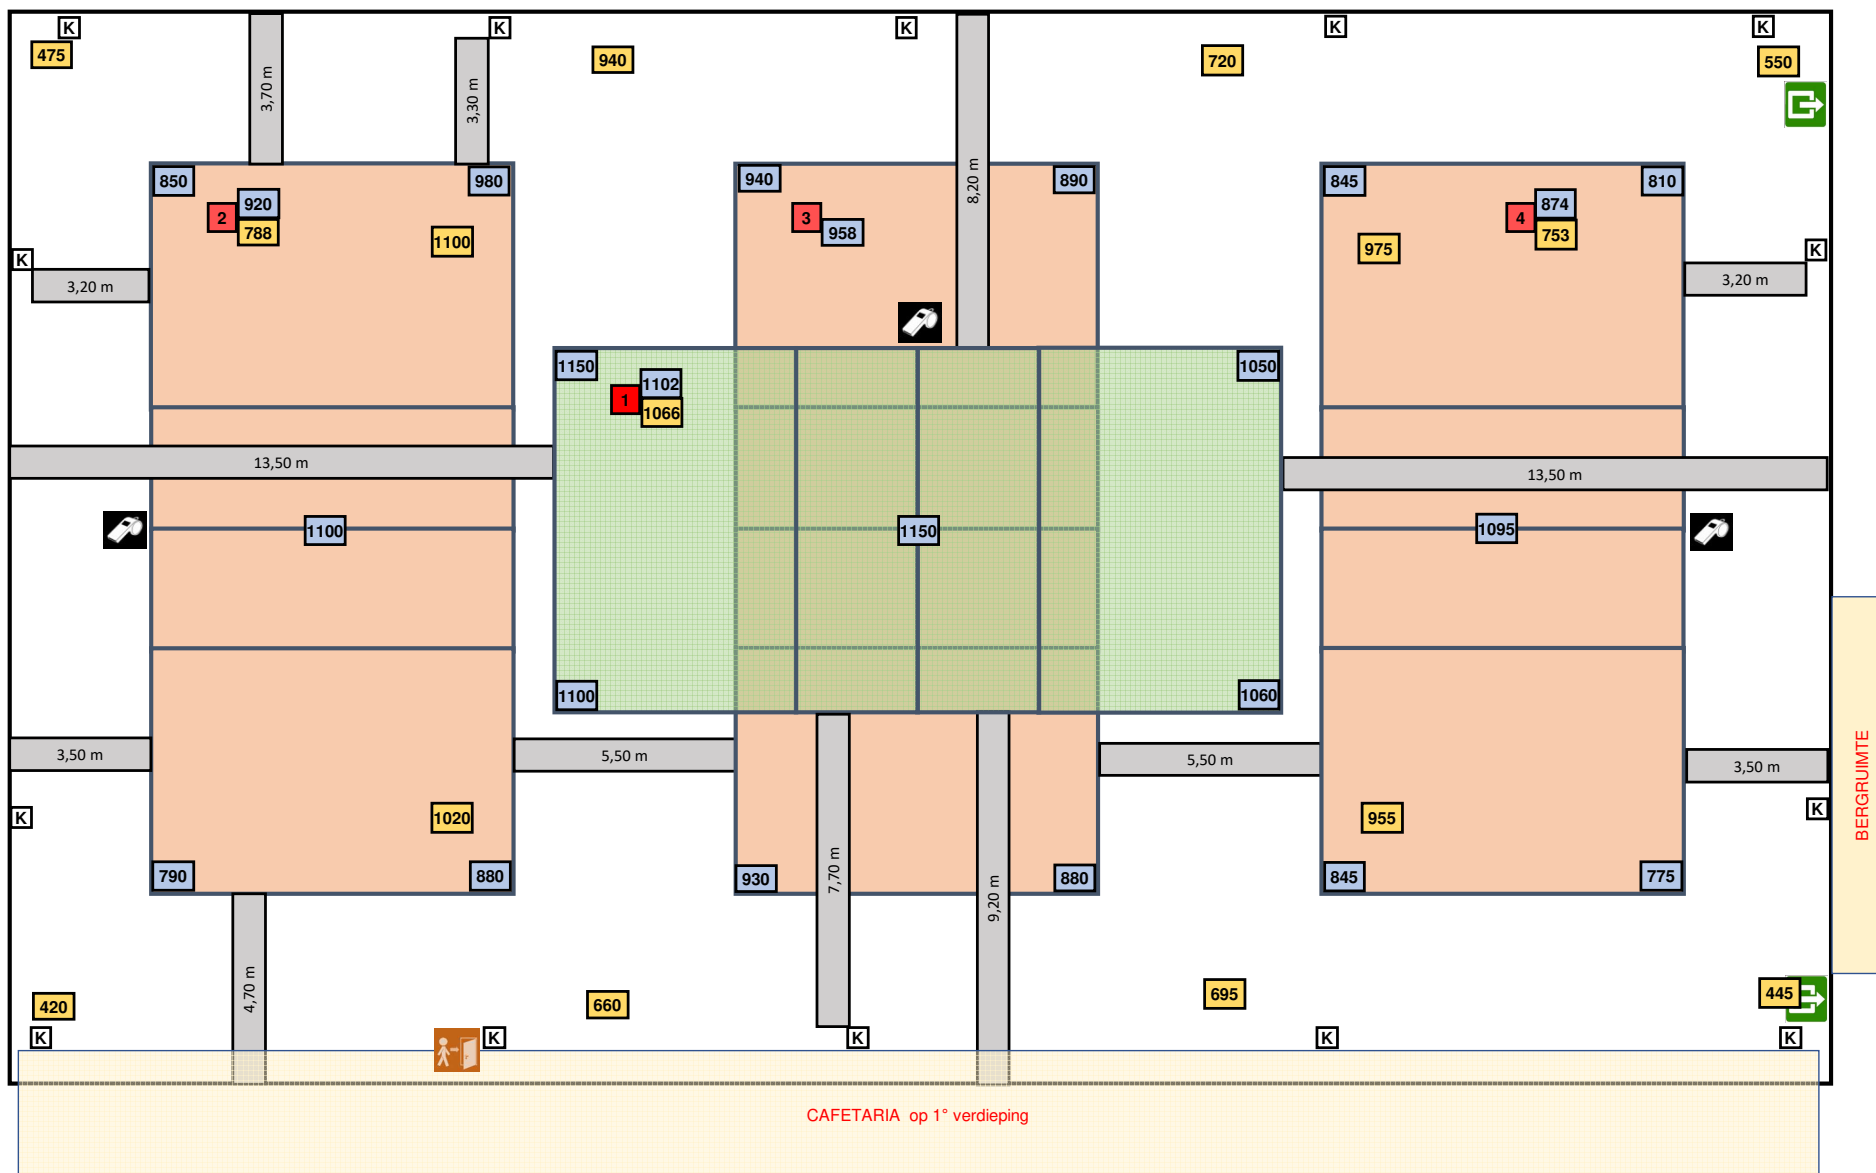 K
K
K
K
K
475
940
720
550
3,70 m
3,30 m
8,20 m
850
980
940
890
845
810
2
920
788
1100
3
958
4
874
753
975
K
K
3,20 m
3,20 m
1150
1050
1
1102
1066
13,50 m
13,50 m
1100
1150
1095
1100
1060
3,50 m
5,50 m
5,50 m
3,50 m
BERGRUIMTE
K
1020
955
K
7,70 m
9,20 m
790
880
930
880
845
775
4,70 m
420
660
695
445
K
K
K
K
K
CAFETARIA op 1° verdieping